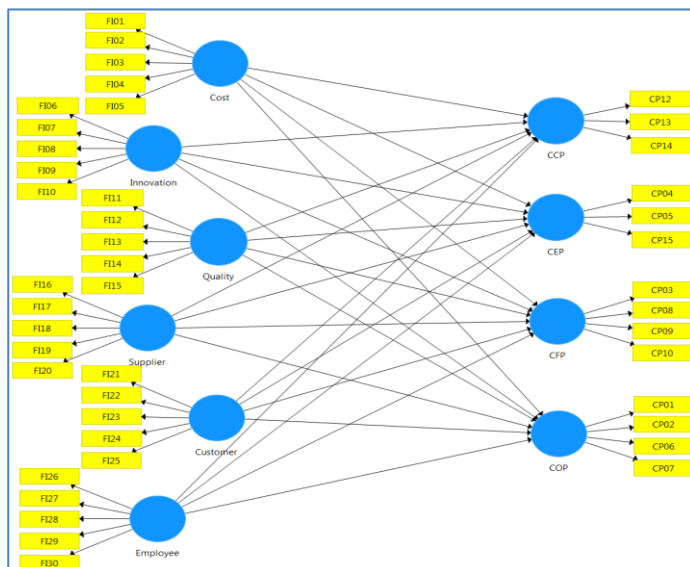 FI01
FI02
FI03
FI04
FI05
Cost
FI06
FI07
FI08
FI09
FI10
Innovation
FI11
FI12
FI13
FI14
FI15
Quality
FI16
FI17
FI18
FI19
FI20
Supplier
FI21
FI22
FI23
FI24
FI25
Customer
FI26
FI27
FI28
FI29
FI30
Employee
CP12
CP13
CP14
CCP
CP04
CP05
CP15
CEP
CP03
CP08
CP09
CP10
CFP
CP01
CP02
CP06
CP07
COP